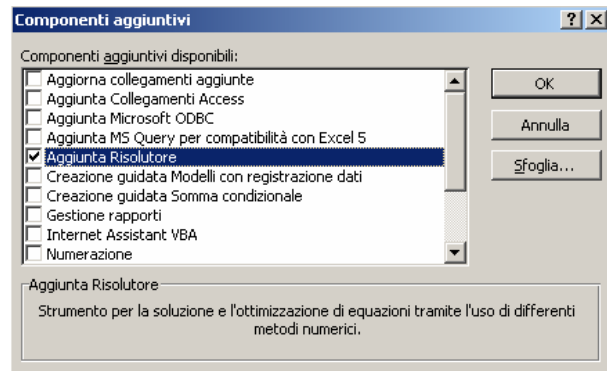 Componenti aggiuntivi
Componenti aggiuntivi disponibili:
Aggiorna collegamenti aggiunte
Aggiunta Collegamenti Access
Aggiunta Microsoft ODBC
Aggiunta MS Query per compatibilità con Excel 5
Aggiunta Risolutore
Creazione guidata Modelli con registrazione dati
Creazione guidata Somma condizionale
Gestione rapporti
Internet Assistant VBA
Numerazione
OK
Annulla
Sfoglia...
Aggiunta Risolutore
Strumento per la soluzione e l'ottimizzazione di equazioni tramite l'uso di differenti
metodi numerici.